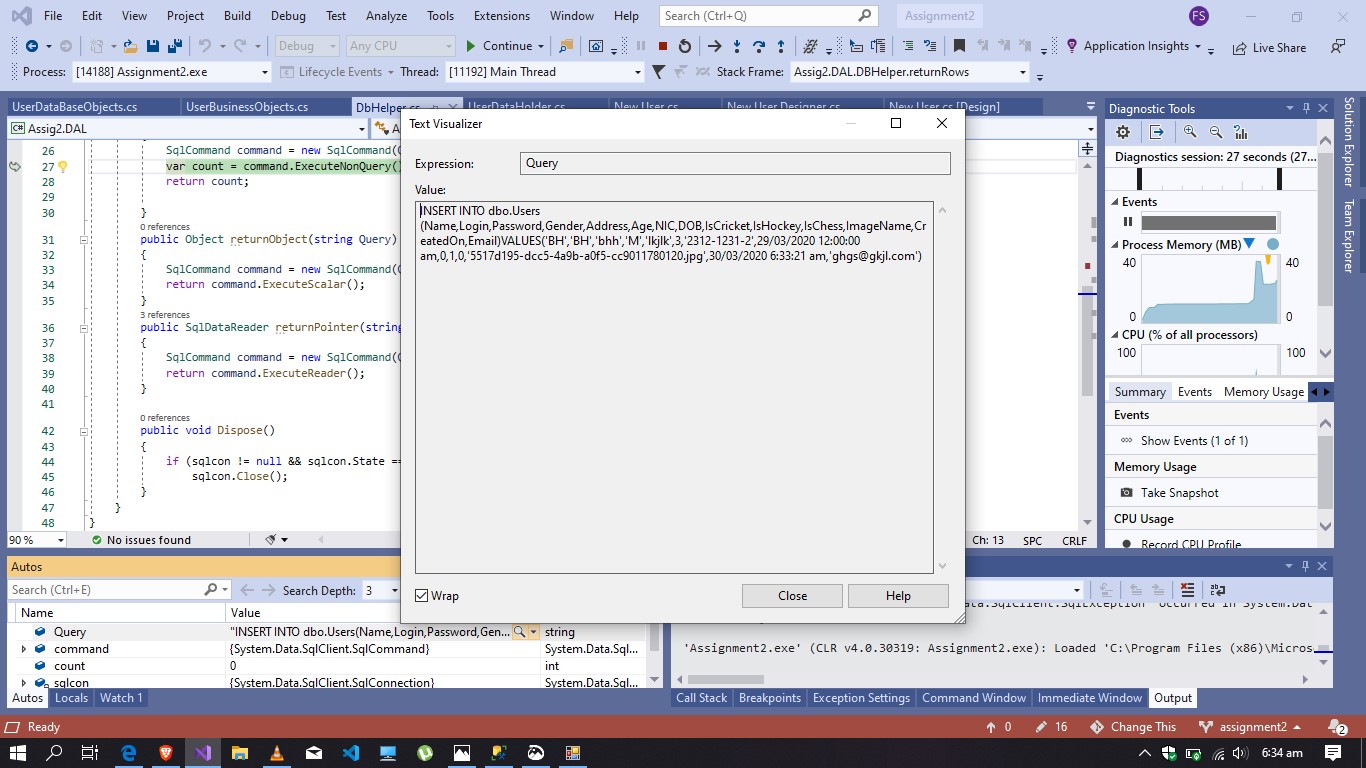 File Edit View Project Build Debug Test Analyze Tools Extensions Window Help Search (Ctrl+Q) Assignment2 FS
Debug Any CPU Continue Application Insights Live Share
Process: [14188] Assignment2.exe Lifecycle Events Thread: [11192] Main Thread Stack Frame: Assig2.DAL.DBHelper.returnRows
UserDataBaseObjects.cs UserBusinessObjects.cs DbHelper.cs UserDataHolder.cs New User.cs New User.Designer.cs New User.cs [Design]
Assig2.DAL
26 SqlCommand command = new SqlCommand(
27 var count = command.ExecuteNonQuery()
28 return count;
29
30 }
0 references
31 public Object returnObject(string Query)
32 {
33 SqlCommand command = new SqlCommand(
34 return command.ExecuteScalar();
35 }
3 references
36 public SqlDataReader returnPointer(string
37 {
38 SqlCommand command = new SqlCommand(
39 return command.ExecuteReader();
40 }
41
0 references
42 public void Dispose()
43 {
44 if (sqlcon != null && sqlcon.State ==
45 sqlcon.Close();
46 }
47 }
48 }
90 % No issues found Ch: 13 SPC CRLF
Text Visualizer
Expression: Query
Value:
INSERT INTO dbo.Users
(Name,Login,Password,Gender,Address,Age,NIC,DOB,IsCricket,IsHockey,IsChess,ImageName,Cr
eatedOn,Email)VALUES('BH','BH','bhh','M','lkjlk',3,'2312-1231-2',29/03/2020 12:00:00
am,0,1,0,'5517d195-dcc5-4a9b-a0f5-cc9011780120.jpg',30/03/2020 6:33:21 am,'ghgs@gkjl.com')
Wrap Close Help
Diagnostic Tools
Diagnostics session: 27 seconds (27...
Events
Process Memory (MB)
40 40
0 0
CPU (% of all processors)
100 100
Summary Events Memory Usage
Events
Show Events (1 of 1)
Memory Usage
Take Snapshot
CPU Usage
Record CPU Profile
Solution Explorer
Team Explorer
Autos
Search (Ctrl+E) Search Depth: 3
Name Value
Query "INSERT INTO dbo.Users(Name,Login,Password,Gen... string
command {System.Data.SqlClient.SqlCommand} System.Data.Sql...
count 0 int
sqlcon {System.Data.SqlClient.SqlConnection} System.Data.Sql...
Autos Locals Watch 1
ta.SqlClient.SqlException' occurred in System.Dat
'Assignment2.exe' (CLR v4.0.30319: Assignment2.exe): Loaded 'C:\Program Files (x86)\Micros
Call Stack Breakpoints Exception Settings Command Window Immediate Window Output
Ready 0 16 Change This assignment2 2
6:34 am